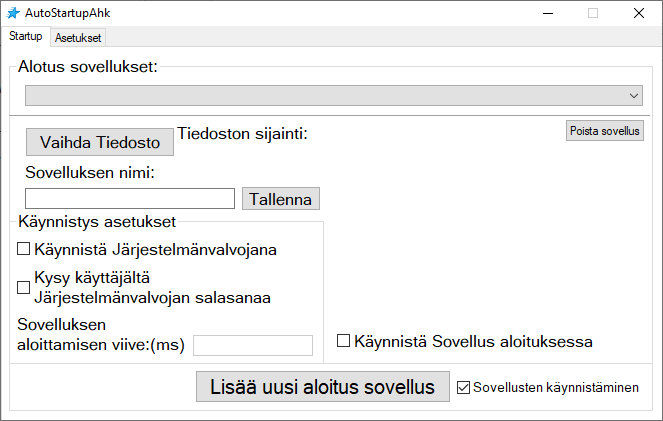 AutoStartupAhk
Startup
Asetukset
Alotus sovellukset:
Vaihda Tiedosto
Tiedoston sijainti:
Poista sovellus
Sovelluksen nimi:
Tallenna
Käynnistys asetukset
Käynnistä Järjestelmänvalvojana
Kysy käyttäjältä
Järjestelmänvalvojan salasanaa
Sovelluksen
aloittamisen viive:(ms)
Käynnistä Sovellus aloituksessa
Lisää uusi aloitus sovellus
Sovellusten käynnistäminen